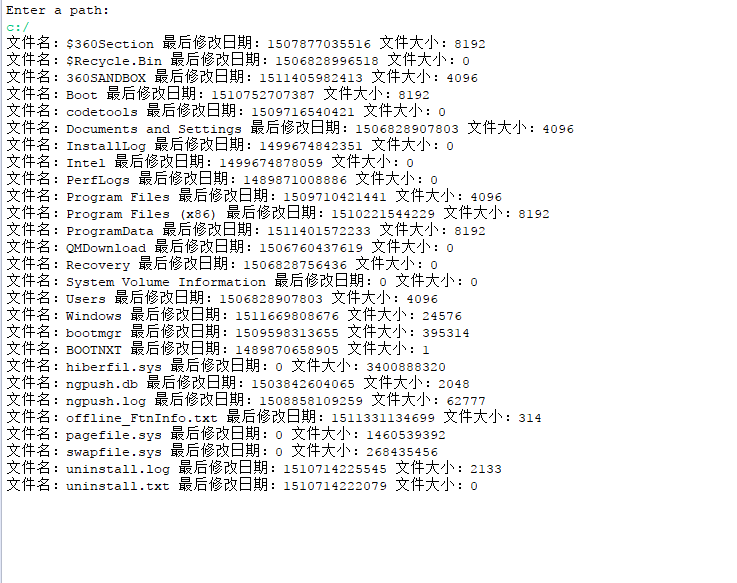 Enter a path:
c:/
文件名：$360Section 最后修改日期：1507877035516 文件大小：8192
文件名：$Recycle.Bin 最后修改日期：1506828996518 文件大小：0
文件名：360SANDBOX 最后修改日期：1511405982413 文件大小：4096
文件名：Boot 最后修改日期：1510752707387 文件大小：8192
文件名：codetools 最后修改日期：1509716540421 文件大小：0
文件名：Documents and Settings 最后修改日期：1506828907803 文件大小：4096
文件名：InstallLog 最后修改日期：1499674842351 文件大小：0
文件名：Intel 最后修改日期：1499674878059 文件大小：0
文件名：PerfLogs 最后修改日期：1489871008886 文件大小：0
文件名：Program Files 最后修改日期：1509710421441 文件大小：4096
文件名：Program Files (x86) 最后修改日期：1510221544229 文件大小：8192
文件名：ProgramData 最后修改日期：1511401572233 文件大小：8192
文件名：QMDownload 最后修改日期：1506760437619 文件大小：0
文件名：Recovery 最后修改日期：1506828756436 文件大小：0
文件名：System Volume Information 最后修改日期：0 文件大小：0
文件名：Users 最后修改日期：1506828907803 文件大小：4096
文件名：Windows 最后修改日期：1511669808676 文件大小：24576
文件名：bootmgr 最后修改日期：1509598313655 文件大小：395314
文件名：BOOTNXT 最后修改日期：1489870658905 文件大小：1
文件名：hiberfil.sys 最后修改日期：0 文件大小：3400888320
文件名：ngpush.db 最后修改日期：1503842604065 文件大小：2048
文件名：ngpush.log 最后修改日期：1508858109259 文件大小：62777
文件名：offline_FtnInfo.txt 最后修改日期：1511331134699 文件大小：314
文件名：pagefile.sys 最后修改日期：0 文件大小：1460539392
文件名：swapfile.sys 最后修改日期：0 文件大小：268435456
文件名：uninstall.log 最后修改日期：1510714225545 文件大小：2133
文件名：uninstall.txt 最后修改日期：1510714222079 文件大小：0